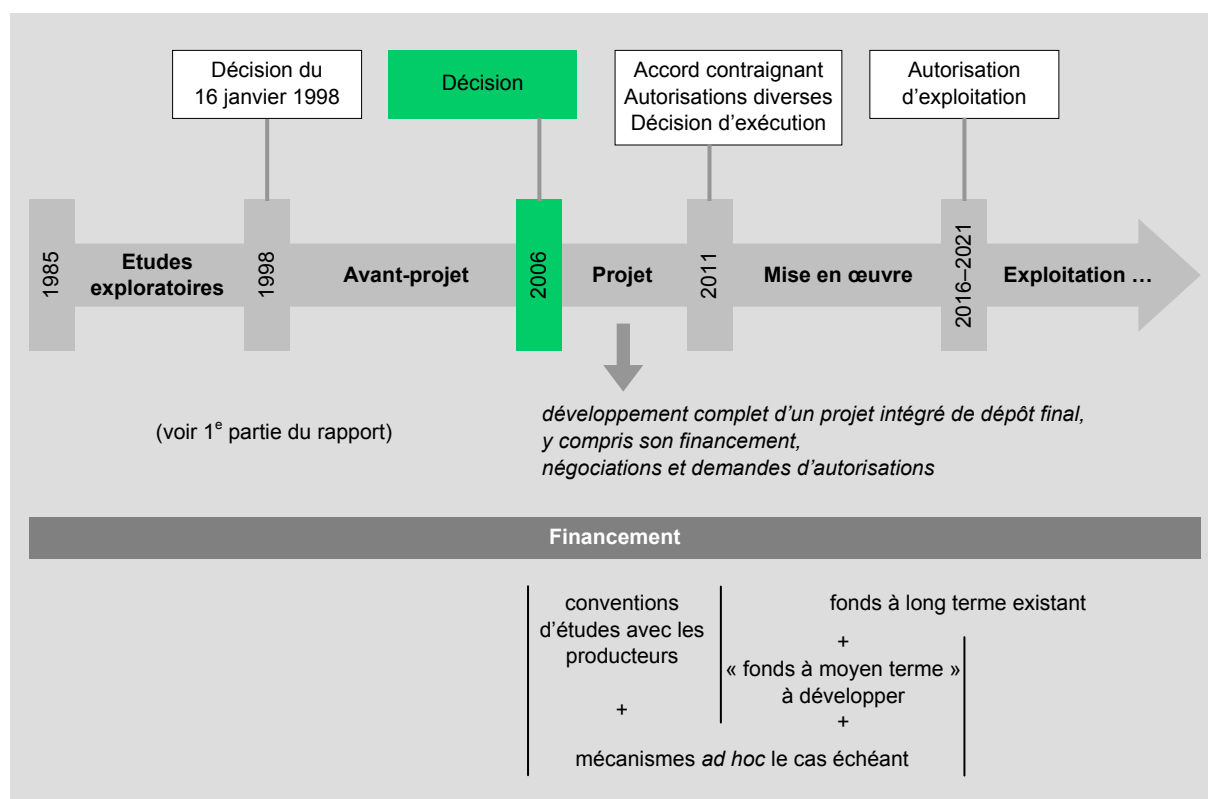 Décision du
16 janvier 1998
Décision
Accord contraignant
Autorisations diverses
Décision d’exécution
Autorisation
d’exploitation
1985
Etudes
exploratoires
1998
Avant-projet
2006
Projet
2011
Mise en œuvre
2016–2021
Exploitation …
(voir 1e partie du rapport)
développement complet d’un projet intégré de dépôt final,
y compris son financement,
négociations et demandes d’autorisations
Financement
conventions
d’études avec les
producteurs
+
fonds à long terme existant
+
« fonds à moyen terme »
à développer
+
mécanismes ad hoc le cas échéant